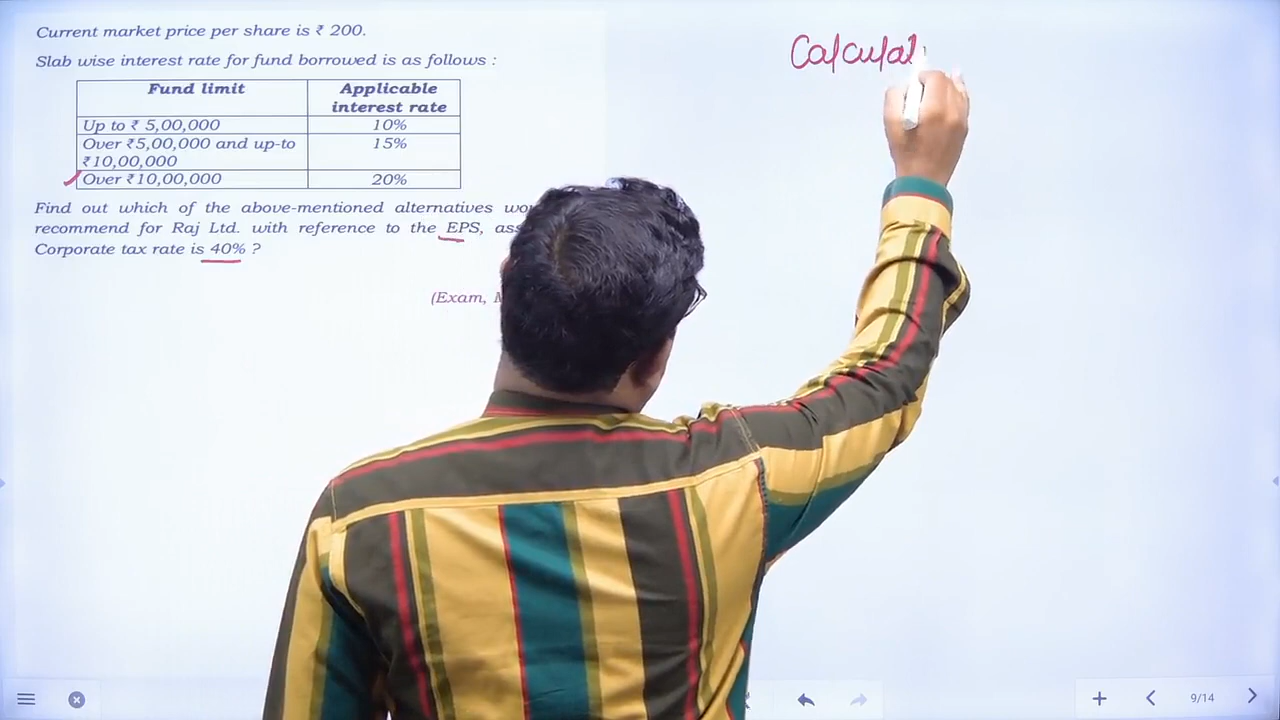 Current market price per share is ₹ 200.
Slab wise interest rate for fund borrowed is as follows :
Fund limit Applicable interest rate
Up to ₹ 5,00,000 10%
Over ₹5,00,000 and up-to ₹10,00,000 15%
Over ₹10,00,000 20%
Find out which of the above-mentioned alternatives
recommend for Raj Ltd. with reference to the EPS,
Corporate tax rate is 40% ?
(Exam,
Calculat
9/14